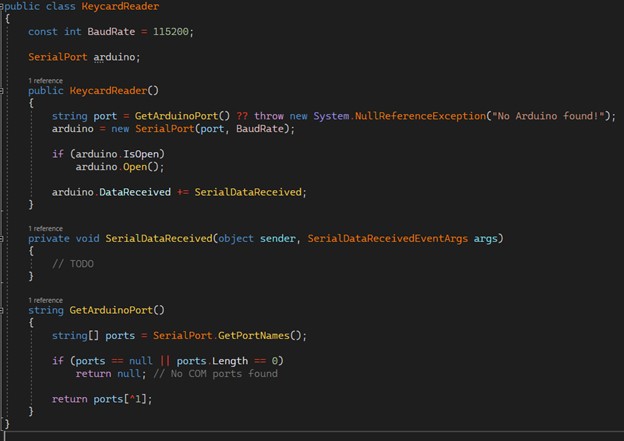 public class KeycardReader
{
const int BaudRate = 115200;
SerialPort arduino;
1 reference
public KeycardReader()
{
string port = GetArduinoPort() ?? throw new System.NullReferenceException("No Arduino found!");
arduino = new SerialPort(port, BaudRate);
if (arduino.IsOpen)
arduino.Open();
arduino.DataReceived += SerialDataReceived;
}
1 reference
private void SerialDataReceived(object sender, SerialDataReceivedEventArgs args)
{
// TODO
}
1 reference
string GetArduinoPort()
{
string[] ports = SerialPort.GetPortNames();
if (ports == null || ports.Length == 0)
return null; // No COM ports found
return ports[^1];
}
}